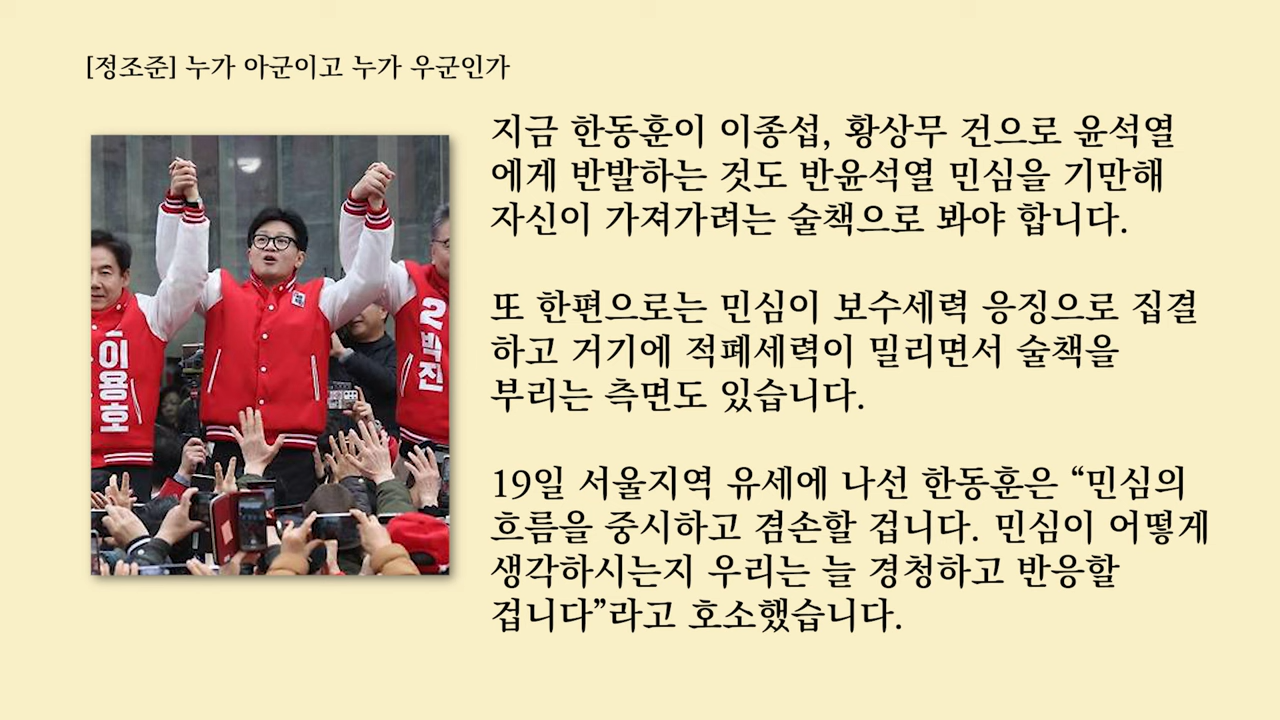 [정조준] 누가 아군이고 누가 우군인가
지금 한동훈이 이종섭, 황상무 건으로 윤석열
에게 반발하는 것도 반윤석열 민심을 기만해
자신이 가져가려는 술책으로 봐야 합니다.
또 한편으로는 민심이 보수세력 응징으로 집결
하고 거기에 적폐세력이 밀리면서 술책을
부리는 측면도 있습니다.
19일 서울지역 유세에 나선 한동훈은 “민심의
흐름을 중시하고 겸손할 겁니다. 민심이 어떻게
생각하시는지 우리는 늘 경청하고 반응할
겁니다”라고 호소했습니다.
이용호
2 박진